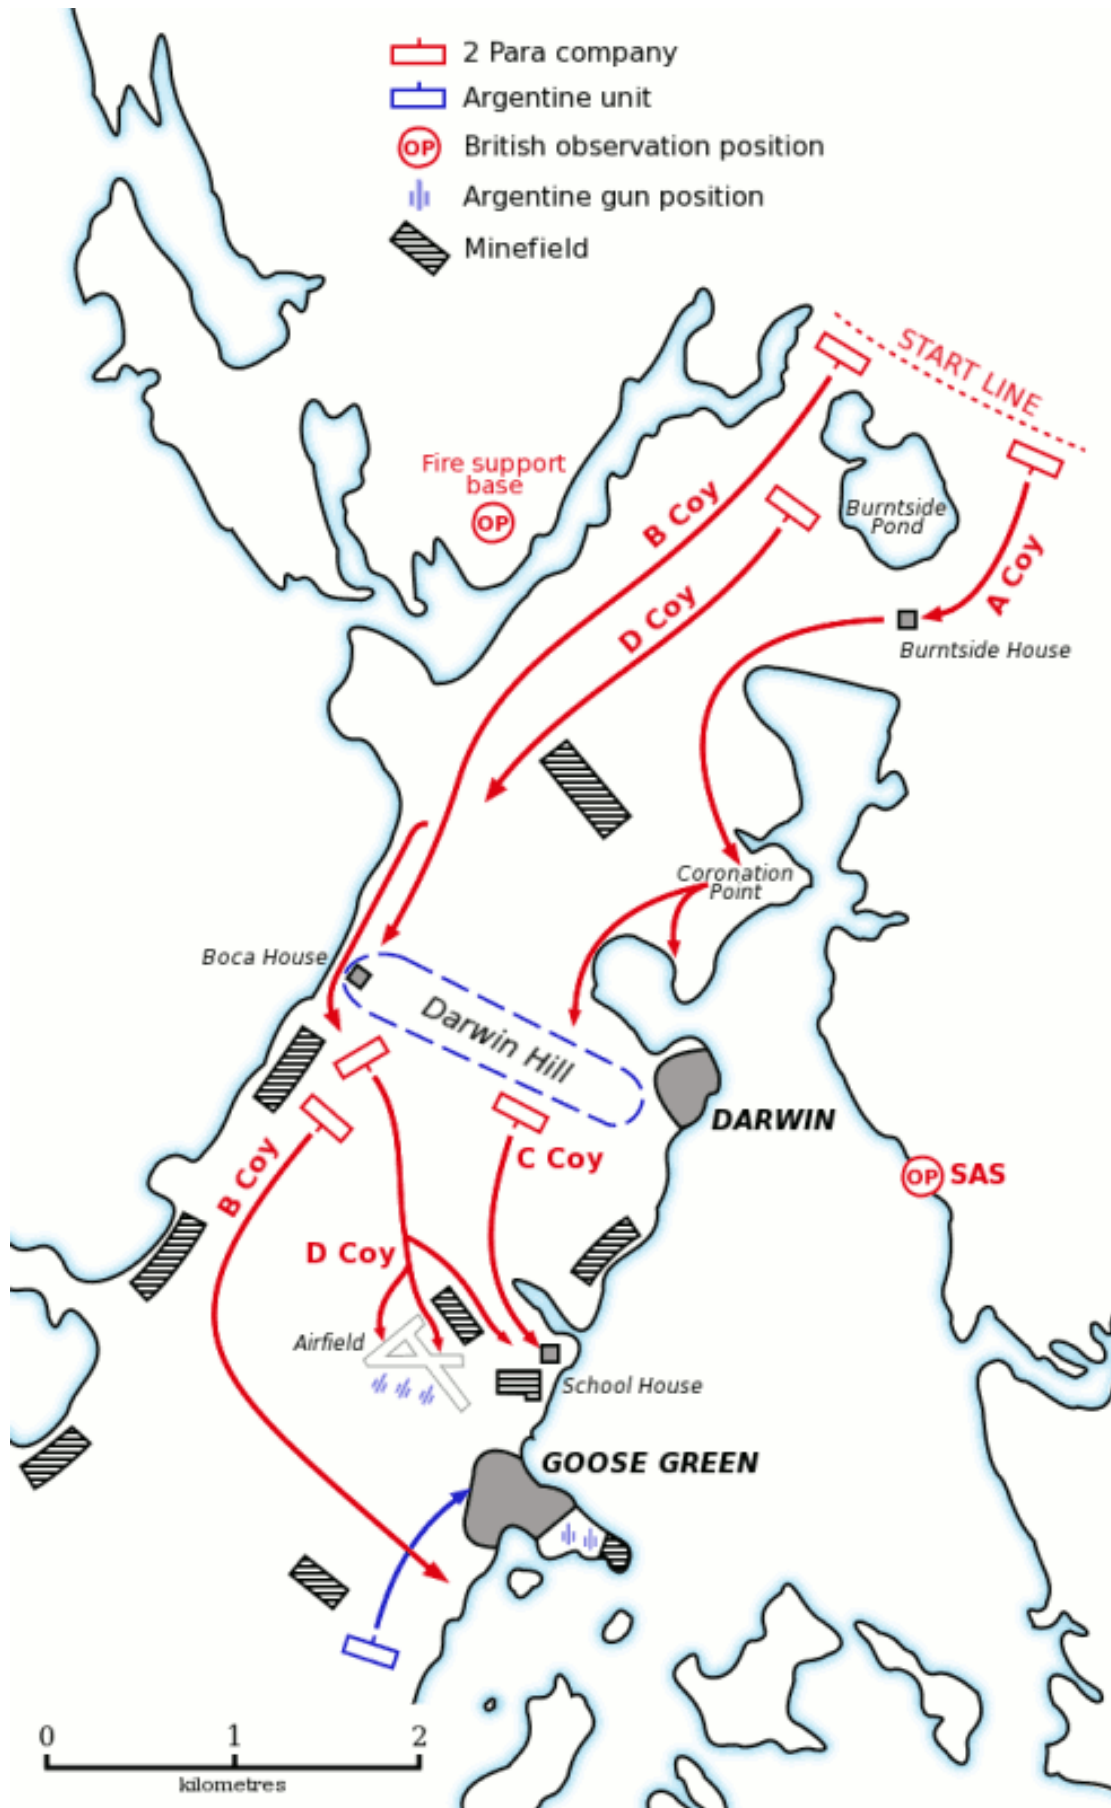 2 Para company
Argentine unit
OP
British observation position
Argentine gun position
Minefield
START LINE
Fire support
base
OP
B Coy
Burntside
Pond
D Coy
A Coy
Burntside House
Coronation
Point
Boca House
Darwin Hill
DARWIN
C Coy
B Coy
OP
SAS
D Coy
Airfield
School House
GOOSE GREEN
0 1 2
kilometres